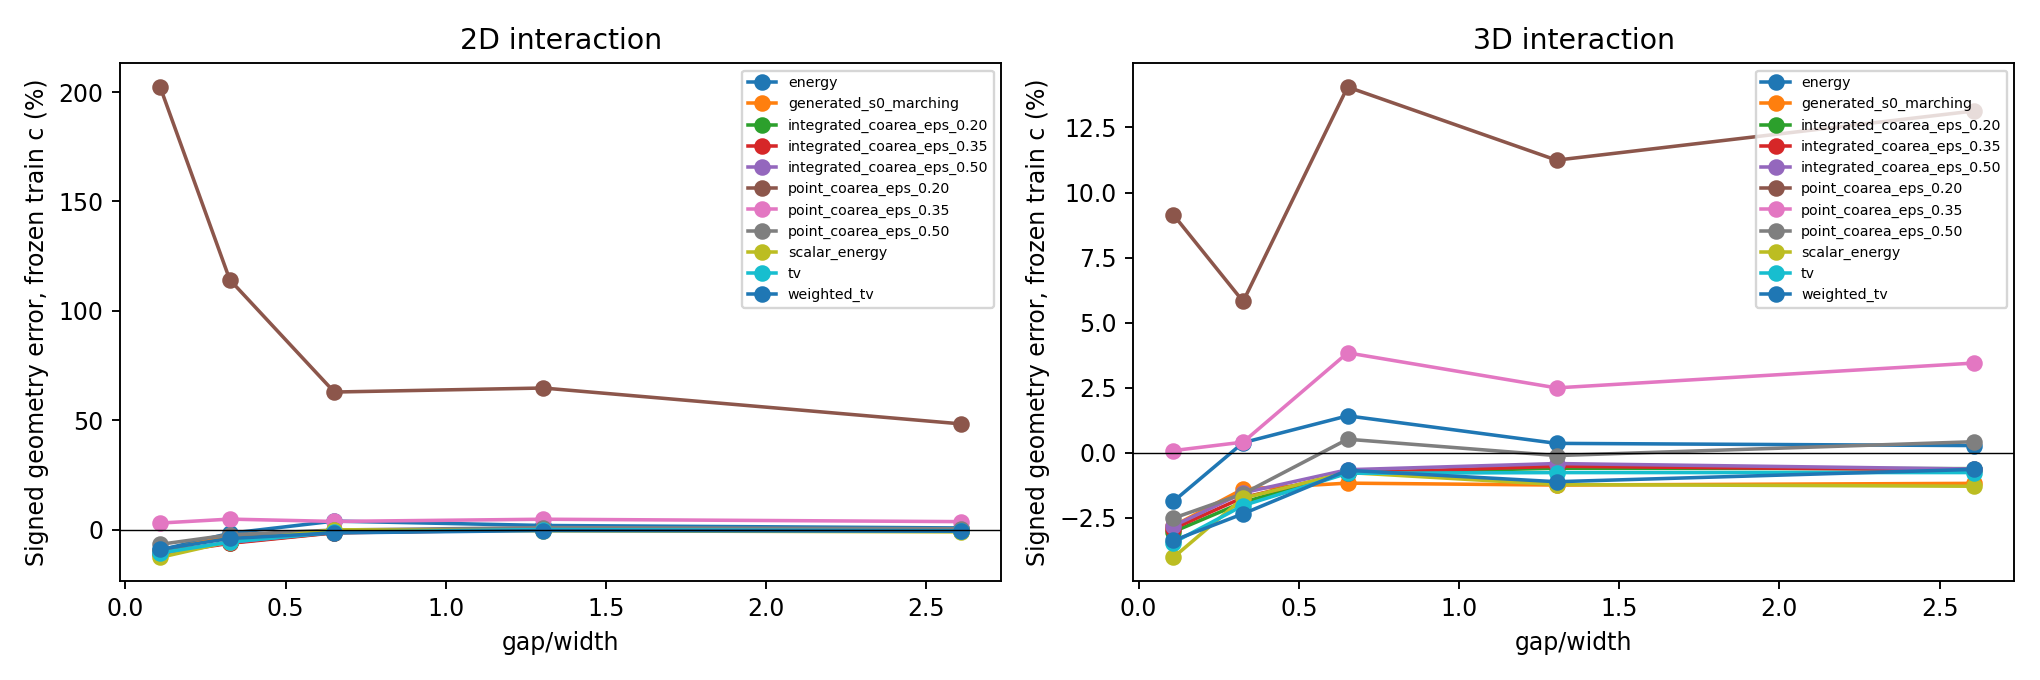 2D interaction
Signed geometry error, frozen train c (%)
200
150
100
50
0
energy
generated_s0_marching
integrated_coarea_eps_0.20
integrated_coarea_eps_0.35
integrated_coarea_eps_0.50
point_coarea_eps_0.20
point_coarea_eps_0.35
point_coarea_eps_0.50
scalar_energy
tv
weighted_tv
0.0 0.5 1.0 1.5 2.0 2.5
gap/width
3D interaction
Signed geometry error, frozen train c (%)
12.5
10.0
7.5
5.0
2.5
0.0
−2.5
energy
generated_s0_marching
integrated_coarea_eps_0.20
integrated_coarea_eps_0.35
integrated_coarea_eps_0.50
point_coarea_eps_0.20
point_coarea_eps_0.35
point_coarea_eps_0.50
scalar_energy
tv
weighted_tv
0.0 0.5 1.0 1.5 2.0 2.5
gap/width